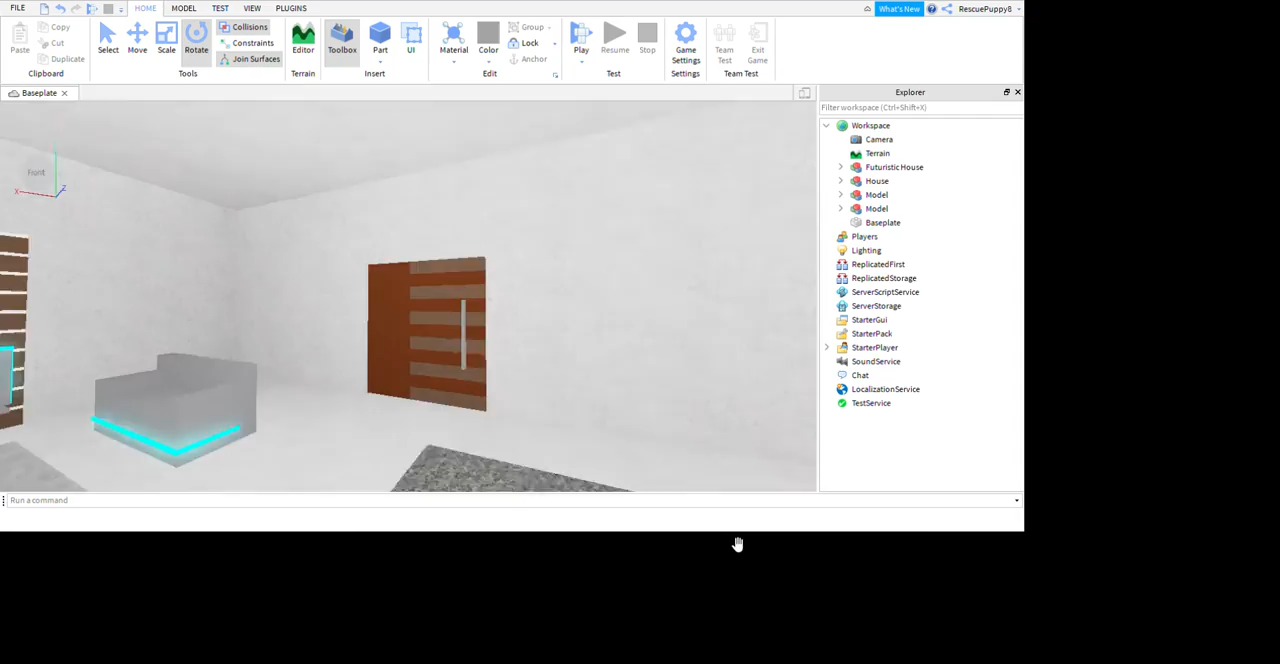 FILE HOME MODEL TEST VIEW PLUGINS What's New RescuePuppy8
Paste Copy Cut Duplicate Clipboard
Select Move Scale Rotate Collisions Constraints Join Surfaces Tools
Editor Terrain
Toolbox Part UI Insert
Material Color Group Lock Anchor Edit
Play Resume Stop Test
Game Settings Settings
Team Test Exit Game Team Test
Baseplate
Explorer
Filter workspace (Ctrl+Shift+X)
Workspace
Camera
Terrain
Front
Futuristic House
X Z
House
Model
Model
Baseplate
Players
Lighting
ReplicatedFirst
ReplicatedStorage
ServerScriptService
ServerStorage
StarterGui
StarterPack
StarterPlayer
SoundService
Chat
LocalizationService
TestService
Run a command